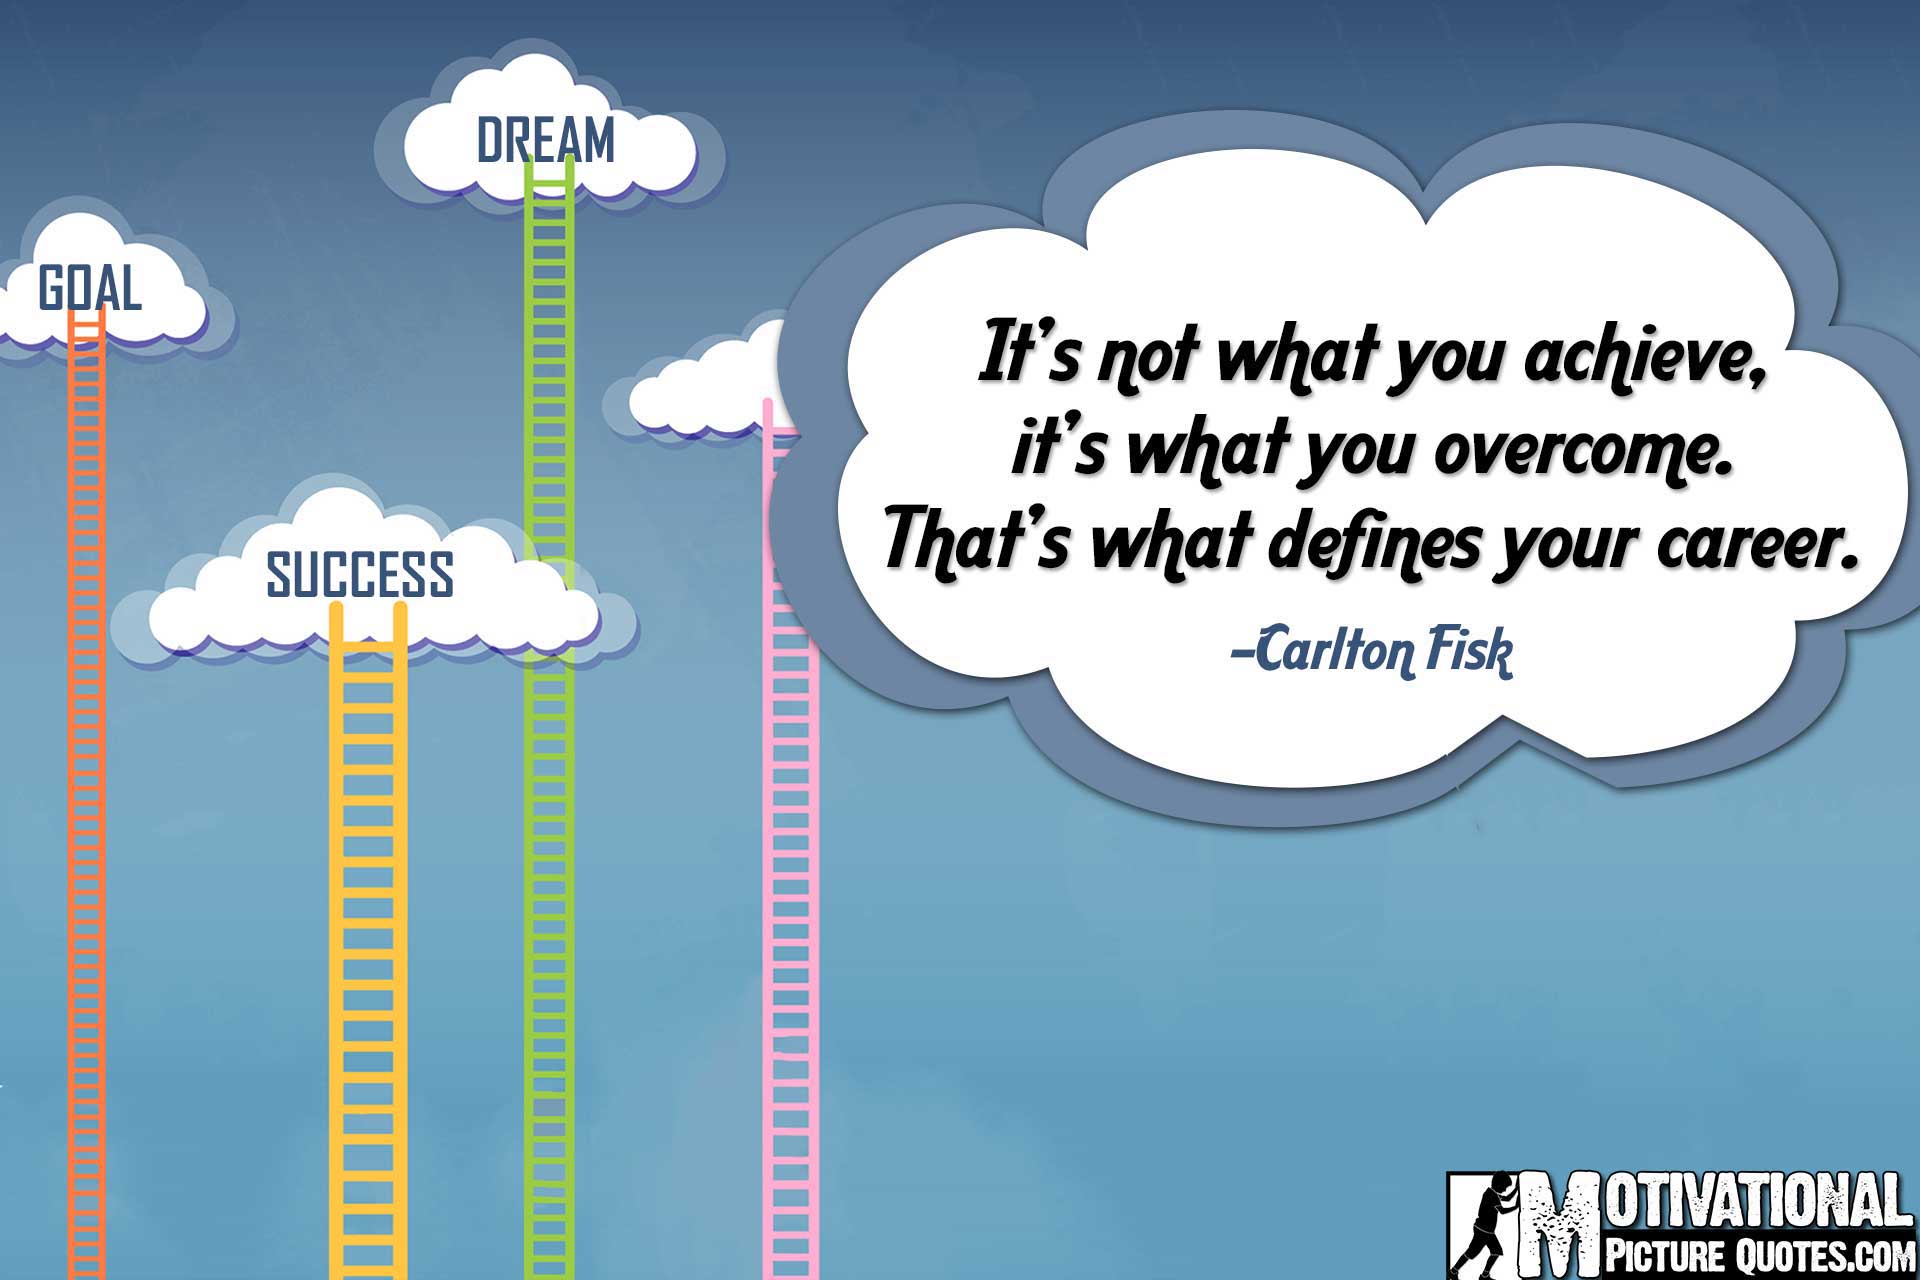 DREAM
GOAL
SUCCESS
It's not what you achieve,
it's what you overcome.
That's what defines your career.
-Carlton Fisk
MOTIVATIONAL
PICTURE QUOTES.COM